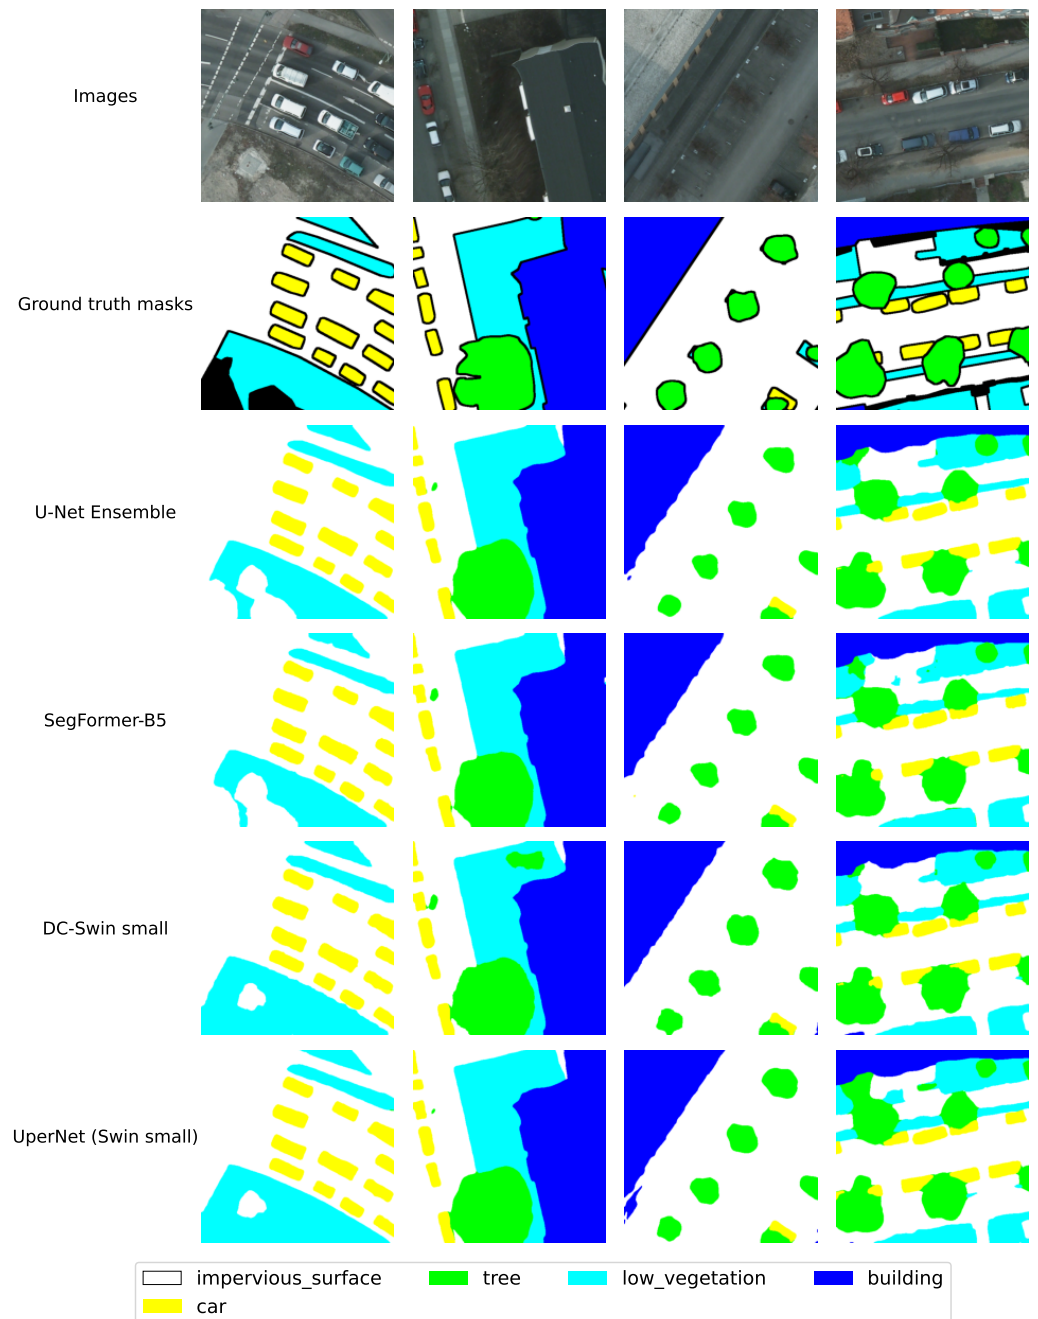 Images
Ground truth masks
U-Net Ensemble
SegFormer-B5
DC-Swin small
UperNet (Swin small)
impervious_surface tree low_vegetation building
car